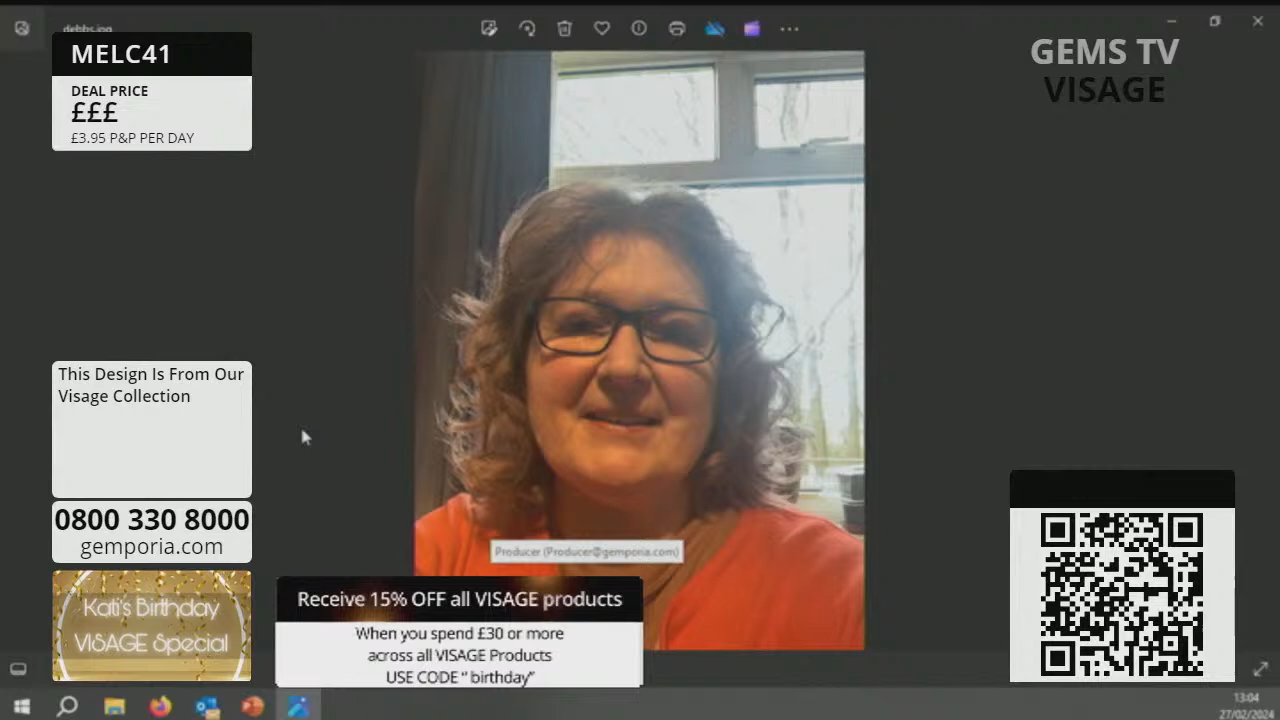 debbs.jpg
MELC41
DEAL PRICE
£££
£3.95 P&P PER DAY
GEMS TV
VISAGE
This Design Is From Our
Visage Collection
0800 330 8000
gemporia.com
Kati's Birthday
VISAGE Special
Producer (Producer@gemporia.com)
Receive 15% OFF all VISAGE products
When you spend £30 or more
across all VISAGE Products
USE CODE “ birthday”
13:04
27/02/2024